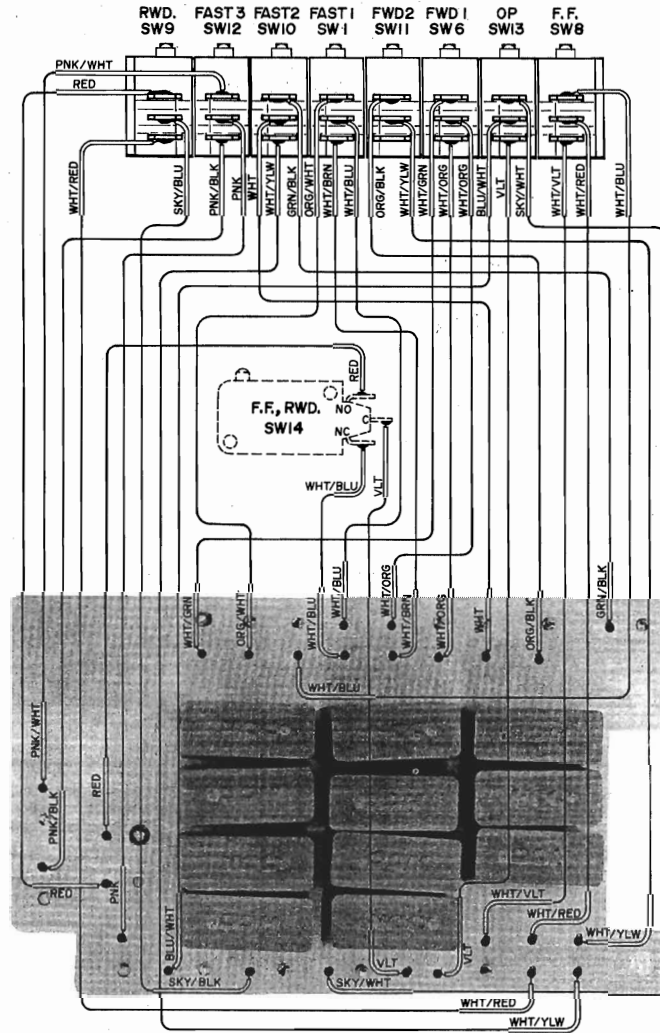 RWD. FAST 3 FAST2 FAST 1 FWD2 FWD 1 OP F.F.
SW9 SW12 SW10 SW·1 SW11 SW6 SW13 SW8
PNK/WHT
RED
WHT/RED
SKY/BLU
PNK/BLK
PNK
WHT
WHT/YLW
GRN/BLK
ORG/WHT
WHT/BRN
WHT/BLU
ORG/BLK
WHT/YLW
WHT/GRN
WHT/ORG
WHT/ORG
BLU/WHT
VLT
SKY/WHT
WHT/VLT
WHT/RED
WHT/BLU
RED
NO
F.F., RWD.
SW14
C
NC
WHT/BLU
VLT
WHT/GRN
ORG/WHT
WHT/BLU
WHT/BLU
WHT/ORG
WHT/BRN
WHT/ORG
WHT
ORG/BLK
GRN/BLK
WHT/BLU
PNK/WHT
PNK/BLK
RED
RED
PNK
BLU/WHT
WHT/VLT
WHT/RED
WHT/YLW
VLT
VLT
SKY/BLK
SKY/WHT
WHT/RED
WHT/YLW